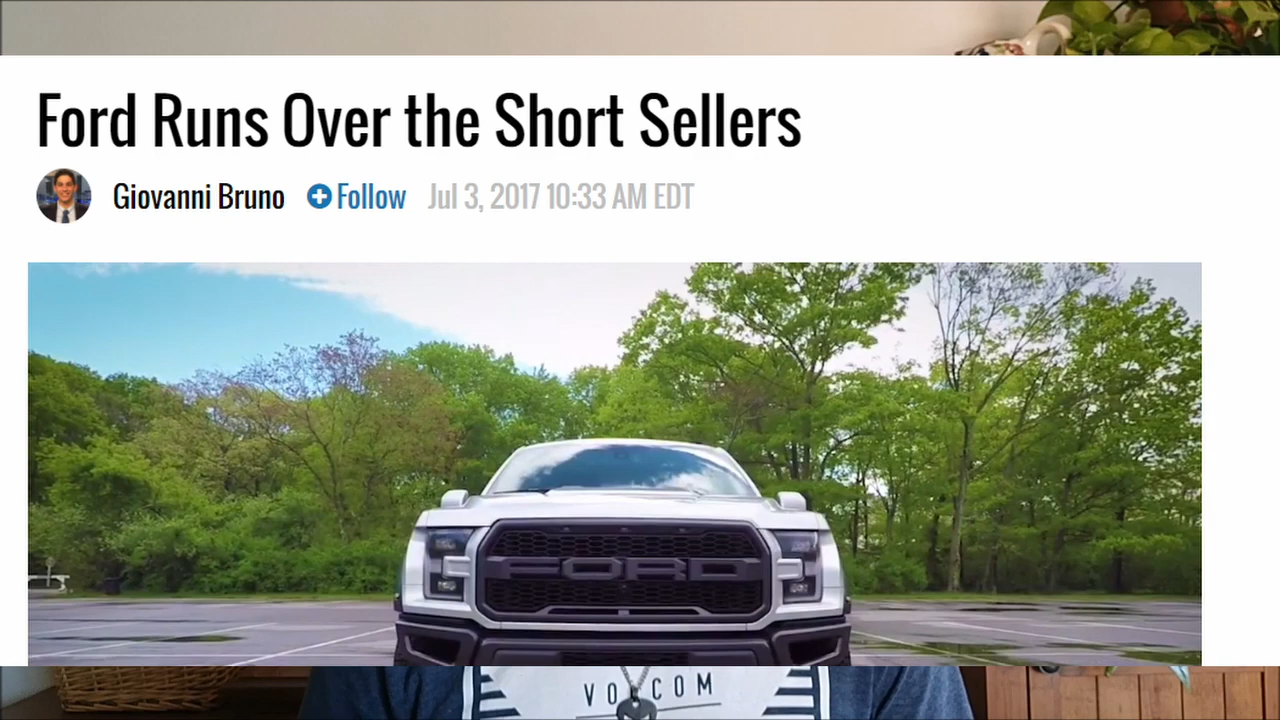 Ford Runs Over the Short Sellers
Giovanni Bruno Follow Jul 3, 2017 10:33 AM EDT
FORD
VOLCOM